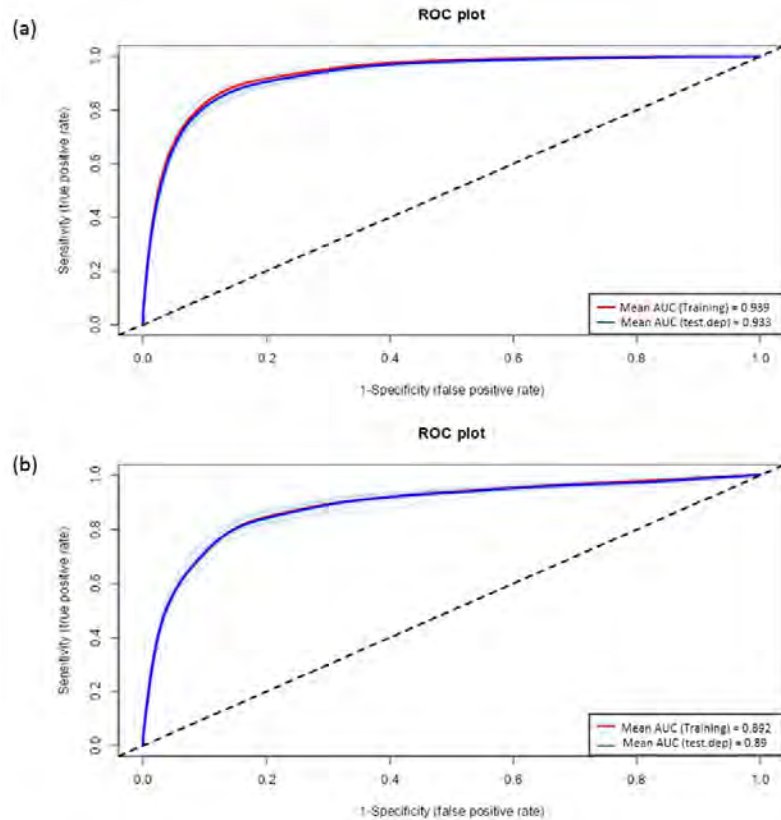 (a)
ROC plot
Sensitivity (true positive rate)
1.0
0.8
0.6
0.4
0.2
0.0
Mean AUC (Training) = 0.939
Mean AUC (test.dep) = 0.933
0.0 0.2 0.4 0.6 0.8 1.0
1-Specificity (false positive rate)
(b)
ROC plot
Sensitivity (true positive rate)
1.0
0.8
0.6
0.4
0.2
0.0
Mean AUC (Training) = 0.892
Mean AUC (test.dep) = 0.89
0.0 0.2 0.4 0.6 0.8 1.0
1-Specificity (false positive rate)